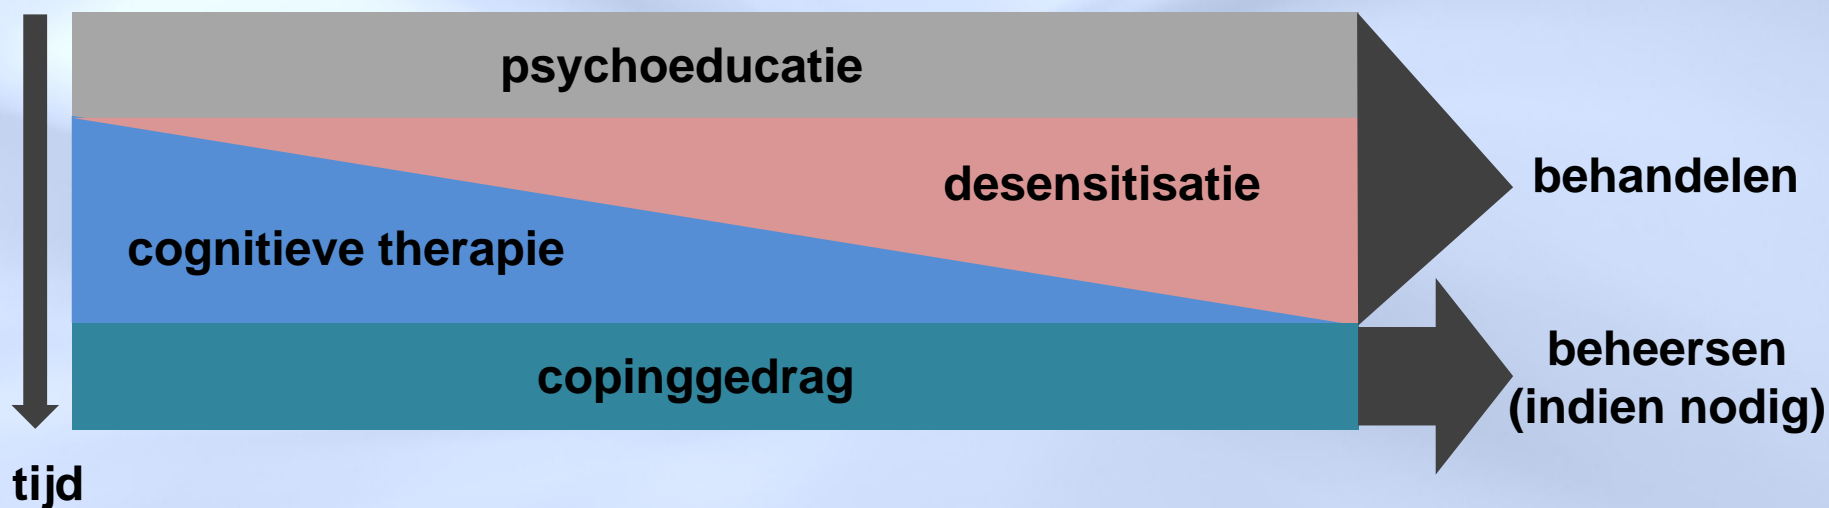 psychoeducatie
desensitisatie
behandelen
cognitieve therapie
beheersen
(indien nodig)
copinggedrag
tijd